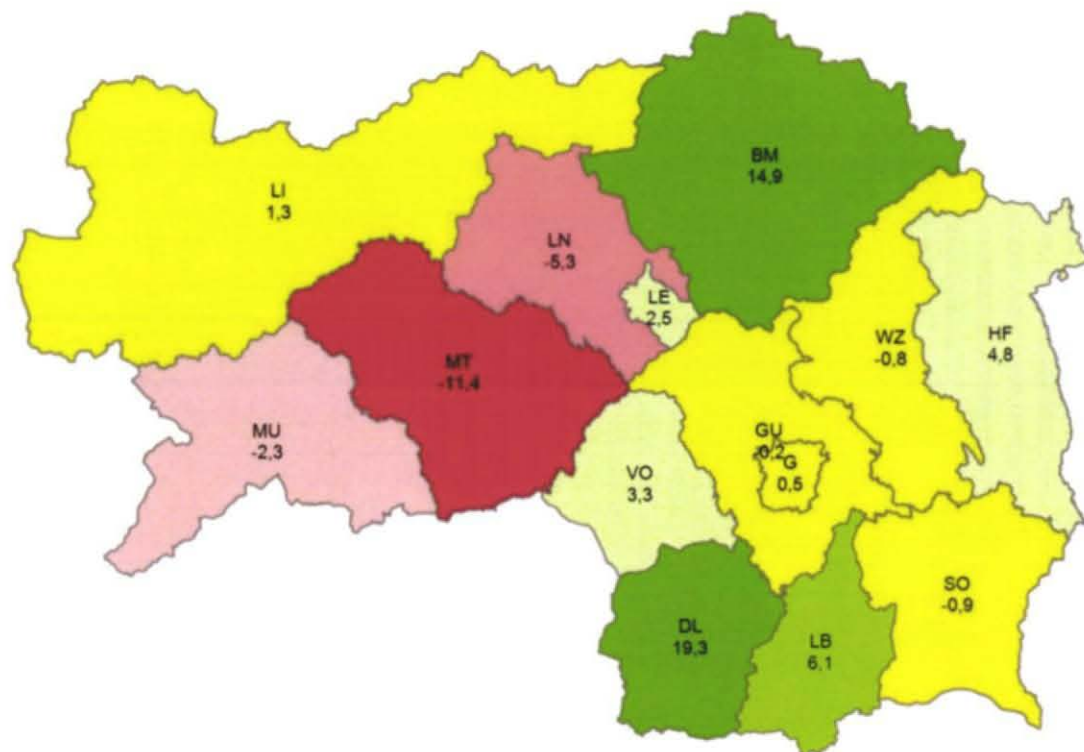 BM
14,9
LI
1,3
LN
-5,3
LE
2,5
WZ
-0,8
HF
4,8
MT
-11,4
MU
-2,3
GU
-0,2
G
0,5
VO
3,3
SO
-0,9
DL
19,3
LB
6,1